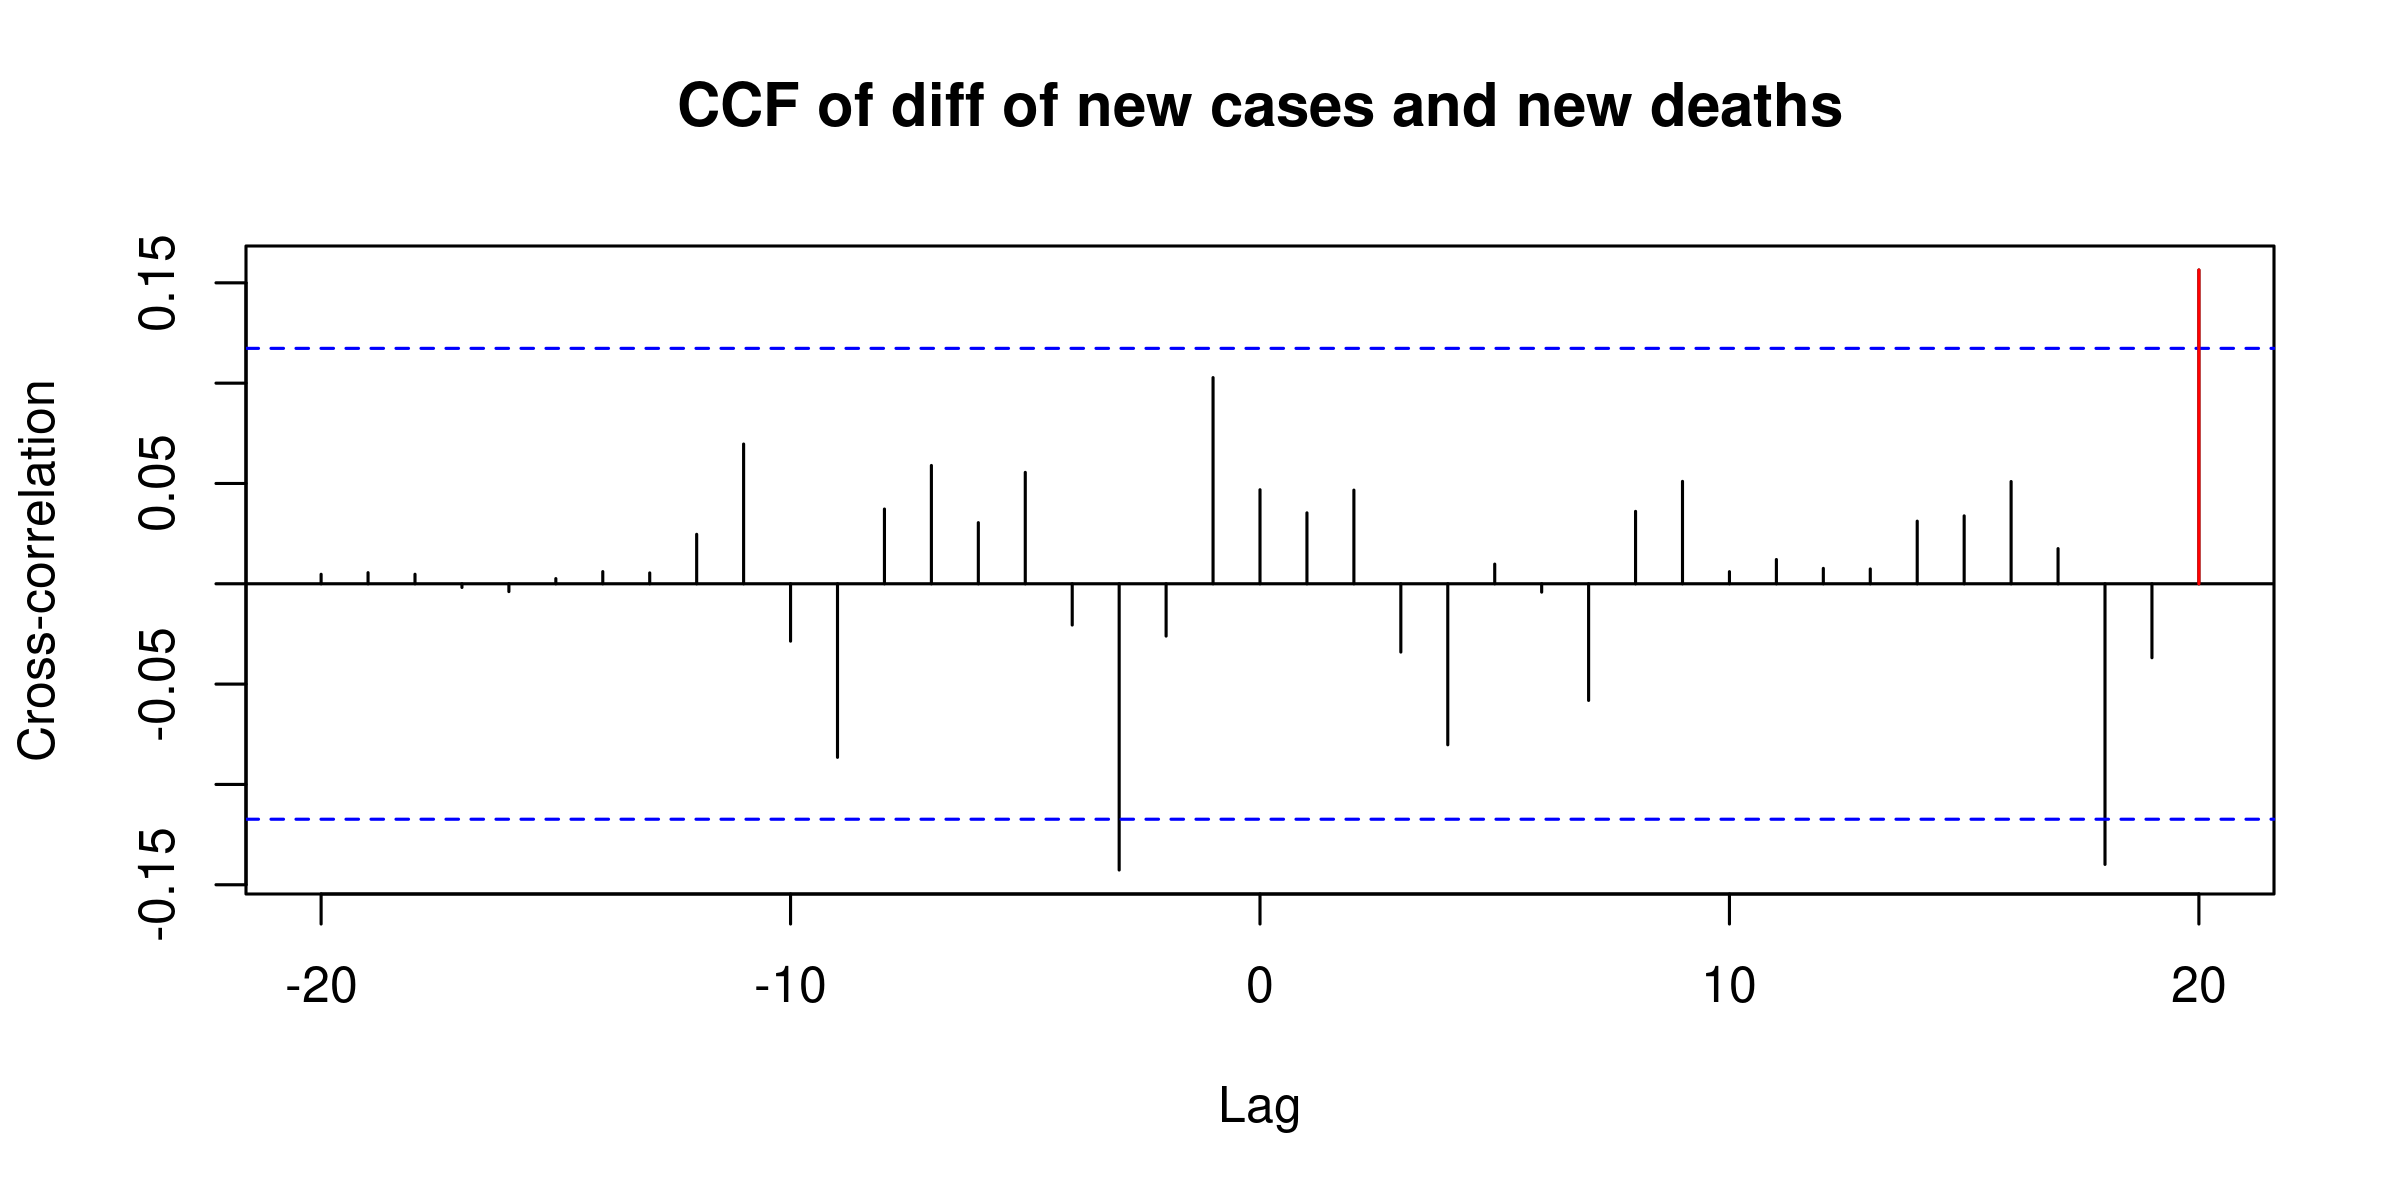 CCF of diff of new cases and new deaths
Cross-correlation
0.15
0.05
-0.05
-0.15
-20 -10 0 10 20
Lag